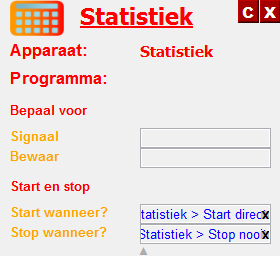 Statistiek
C X
Apparaat: Statistiek
Programma:
Bepaal voor
Signaal
Bewaar
Start en stop
Start wanneer? tatistiek > Start direc x
Stop wanneer? Statistiek > Stop noo x